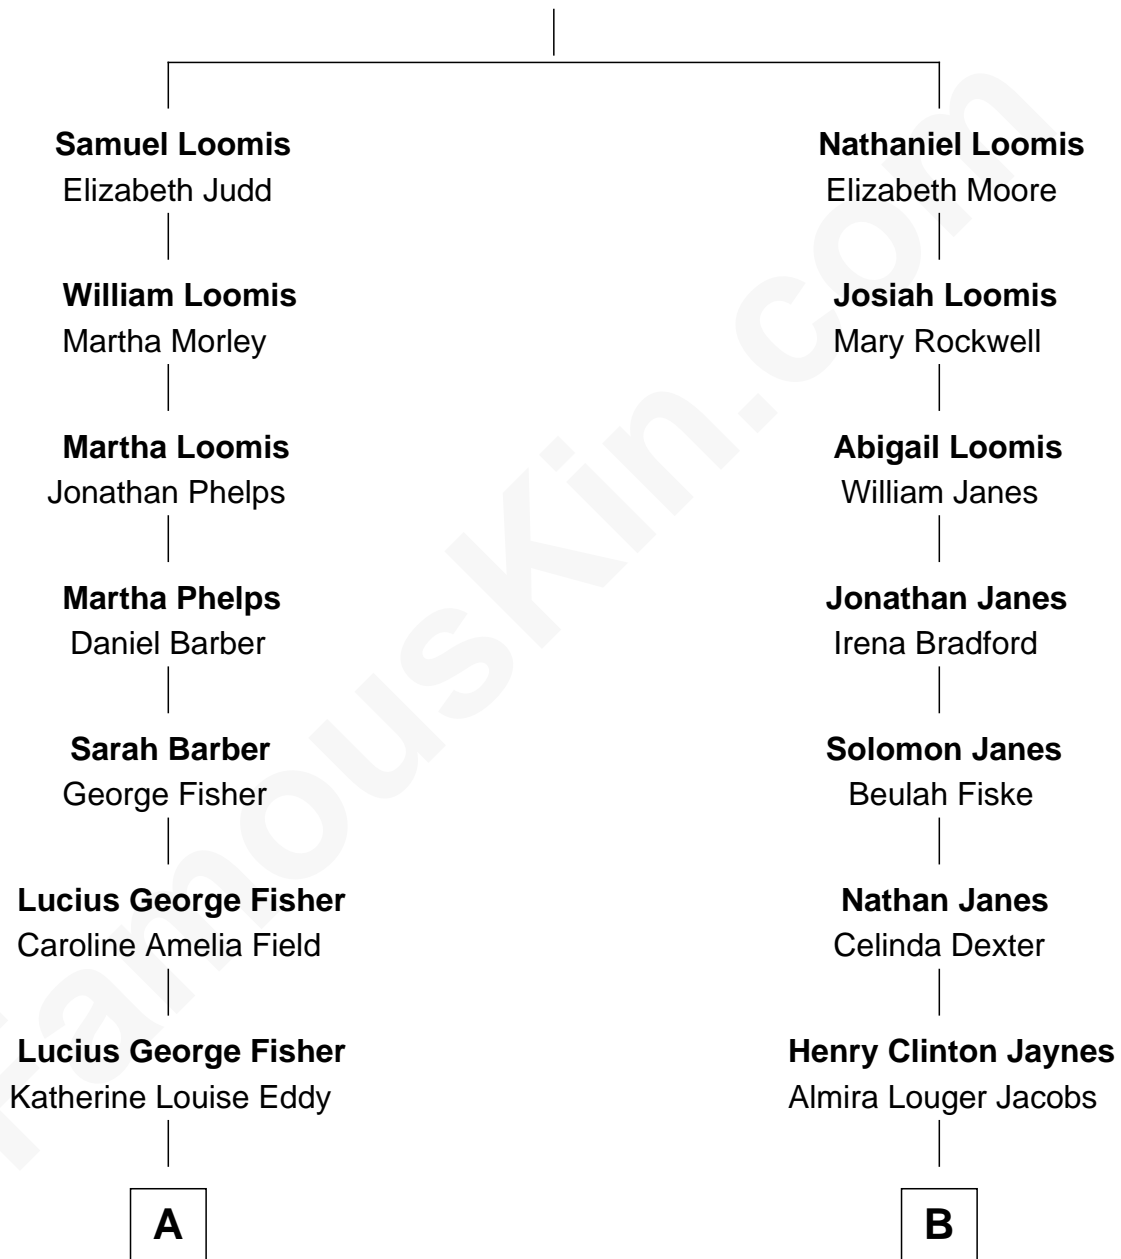 Samuel Loomis
Elizabeth Judd
William Loomis
Martha Morley
Martha Loomis
Jonathan Phelps
Martha Phelps
Daniel Barber
Sarah Barber
George Fisher
Lucius George Fisher
Caroline Amelia Field
Lucius George Fisher
Katherine Louise Eddy
A
Nathaniel Loomis
Elizabeth Moore
Josiah Loomis
Mary Rockwell
Abigail Loomis
William Janes
Jonathan Janes
Irena Bradford
Solomon Janes
Beulah Fiske
Nathan Janes
Celinda Dexter
Henry Clinton Jaynes
Almira Louger Jacobs
B
FamousKin.com